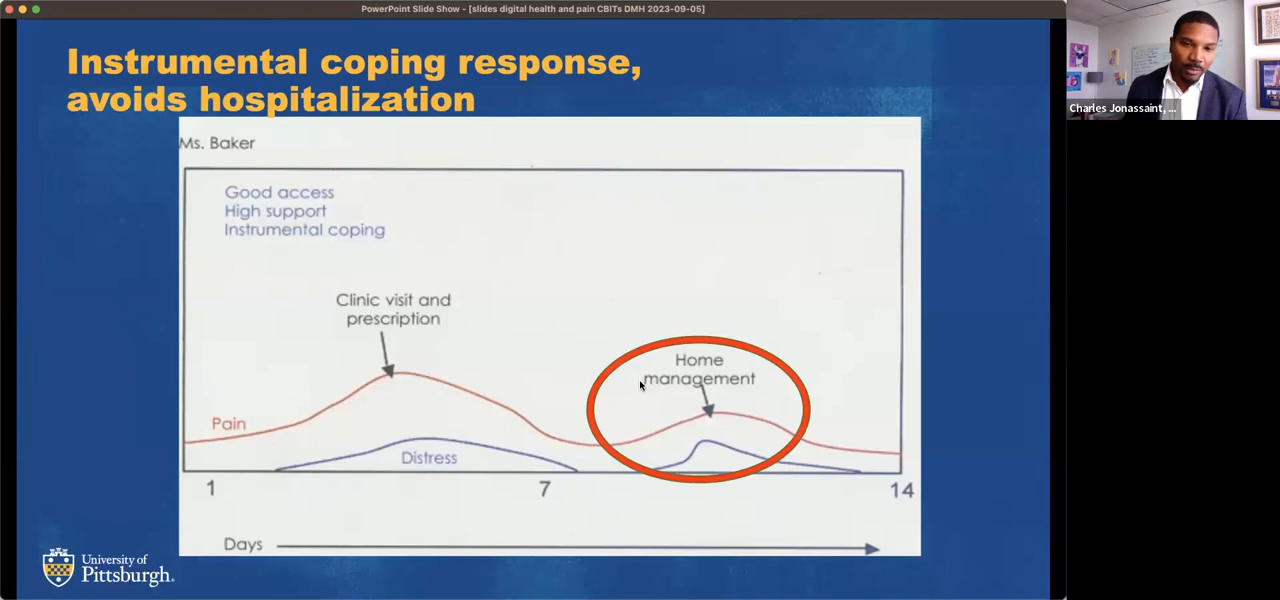 PowerPoint Slide Show - [slides digital health and pain CBITs DMH 2023-09-05]
Instrumental coping response,
avoids hospitalization
Ms. Baker
Good access
High support
Instrumental coping
Clinic visit and
prescription
Home
management
Pain
Distress
1
7
14
Days
University of
Pittsburgh.
Charles Jonassaint, ...